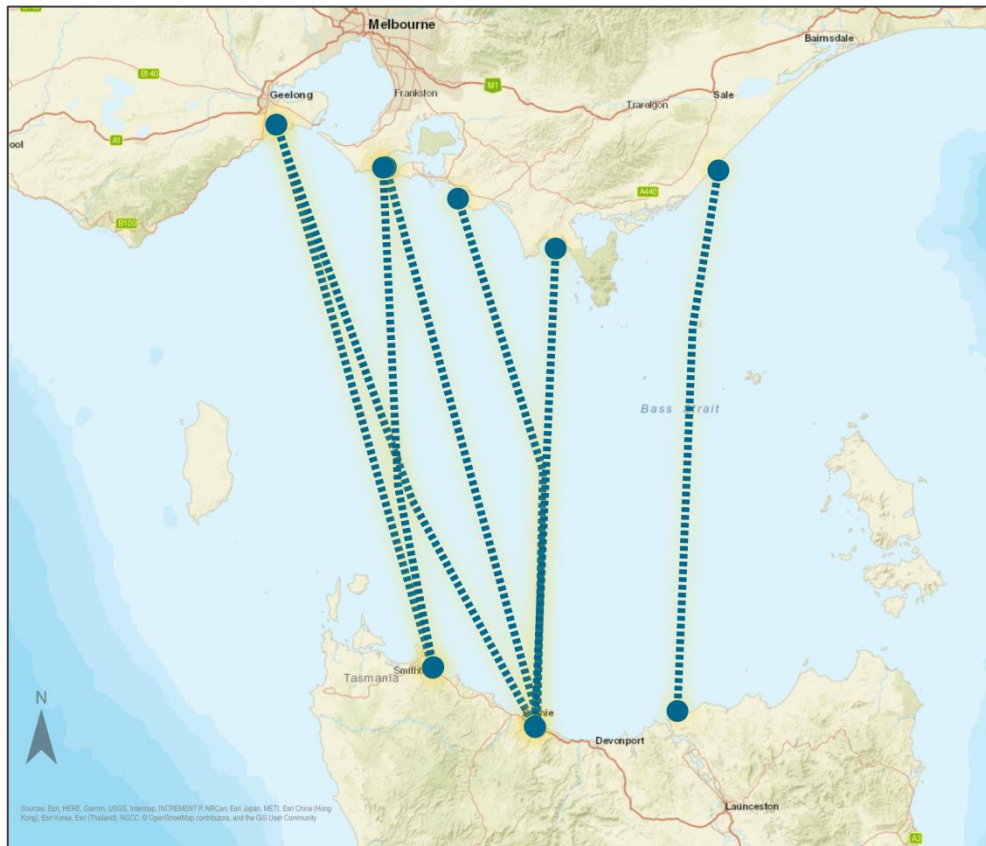 Melbourne
Bairnsdale
B140
Geelong
Frankston
M1
Traralgon
Sale
A1
ool
A440
B100
Bass Strait
Smitht
Tasmania
nie
N
Devonport
Launceston
A3
Sources: Esri, HERE, Garmin, USGS, Intermap, INCREMENT P, NRCan, Esri Japan, METI, Esri China (Hong
Kong), Esri Korea, Esri (Thailand), NGCC, © OpenStreetMap contributors, and the GIS User Community